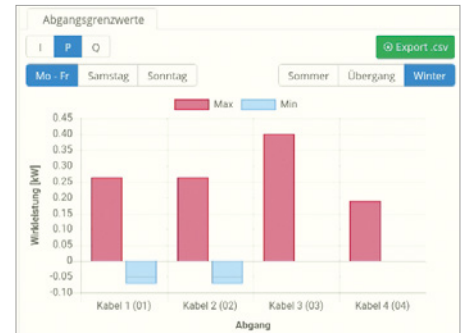 Abgangsgrenzwerte
I P Q
Export .csv
Mo - Fr Samstag Sonntag
Sommer Übergang Winter
Max Min
Wirkleistung [kW]
0.45
0.40
0.35
0.30
0.25
0.20
0.15
0.10
0.05
0
-0.05
-0.10
Kabel 1 (01) Kabel 2 (02) Kabel 3 (03) Kabel 4 (04)
Abgang